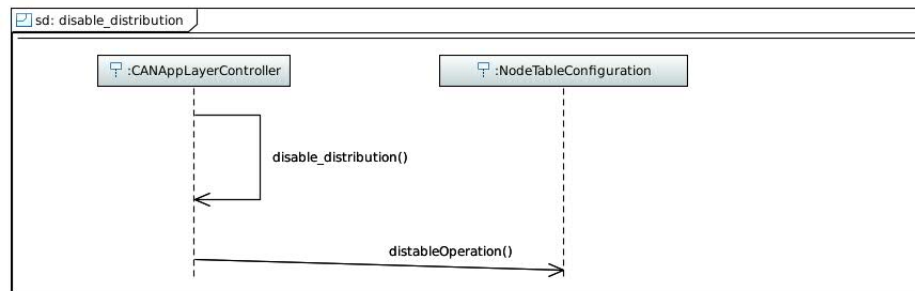 sd: disable_distribution
:CANAppLayerController
:NodeTableConfiguration
disable_distribution()
distableOperation()